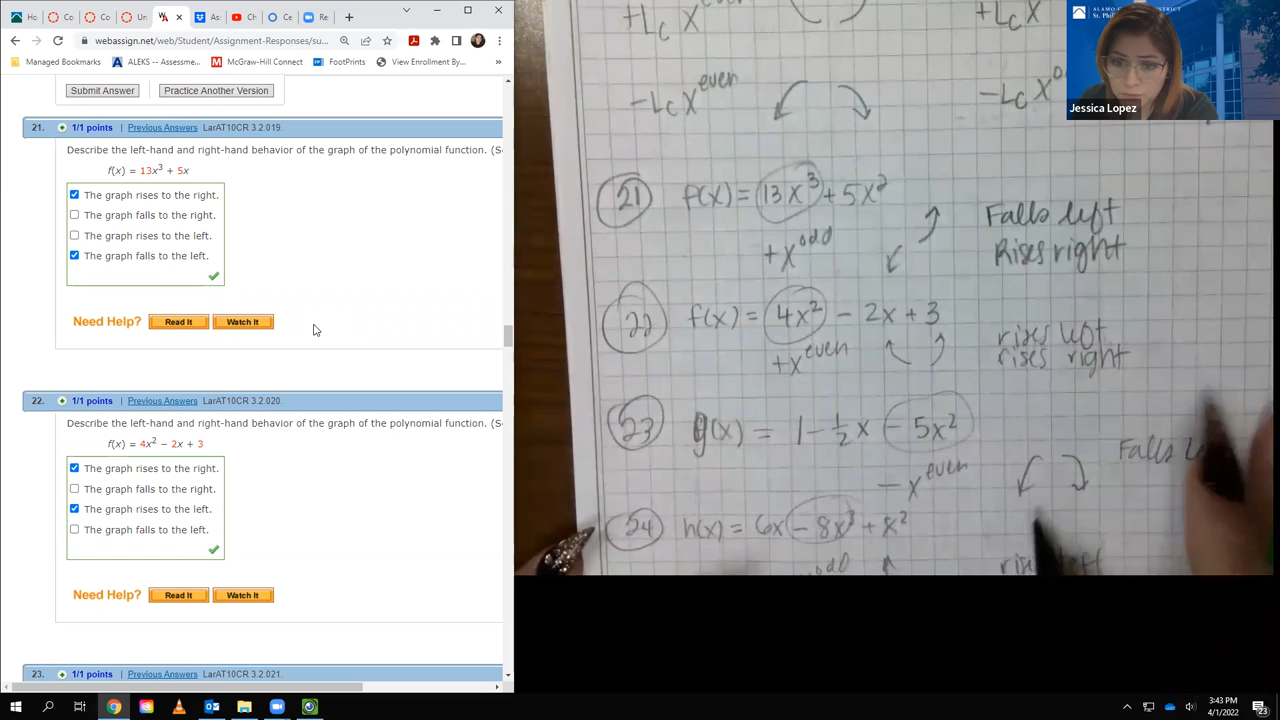 webassign.net/web/Student/Assignment-Responses/su...
Managed Bookmarks
ALEKS -- Assessme...
McGraw-Hill Connect
FootPrints
View Enrollment By...
Submit Answer
Practice Another Version
21.
1/1 points | Previous Answers LarAT10CR 3.2.019.
Describe the left-hand and right-hand behavior of the graph of the polynomial function. (S
f(x) = 13x³ + 5x
The graph rises to the right.
The graph falls to the right.
The graph rises to the left.
The graph falls to the left.
Need Help? Read It Watch It
22.
1/1 points | Previous Answers LarAT10CR 3.2.020.
Describe the left-hand and right-hand behavior of the graph of the polynomial function. (S
f(x) = 4x² − 2x + 3
The graph rises to the right.
The graph falls to the right.
The graph rises to the left.
The graph falls to the left.
Need Help? Read It Watch It
23.
1/1 points | Previous Answers LarAT10CR 3.2.021.
+Lc X even
+Lc X
-Lc X even
-Lc X
21 f(x) = 13x³ + 5x² Falls left
+x odd Rises right
22 f(x) = 4x² - 2x + 3 rises left
+x even rises right
23 g(x) = 1 - ½x - 5x²
-x even Falls
24 h(x) = 6x - 8x³ + x²
odd
St. Phili
Jessica Lopez
3:43 PM
4/1/2022
23